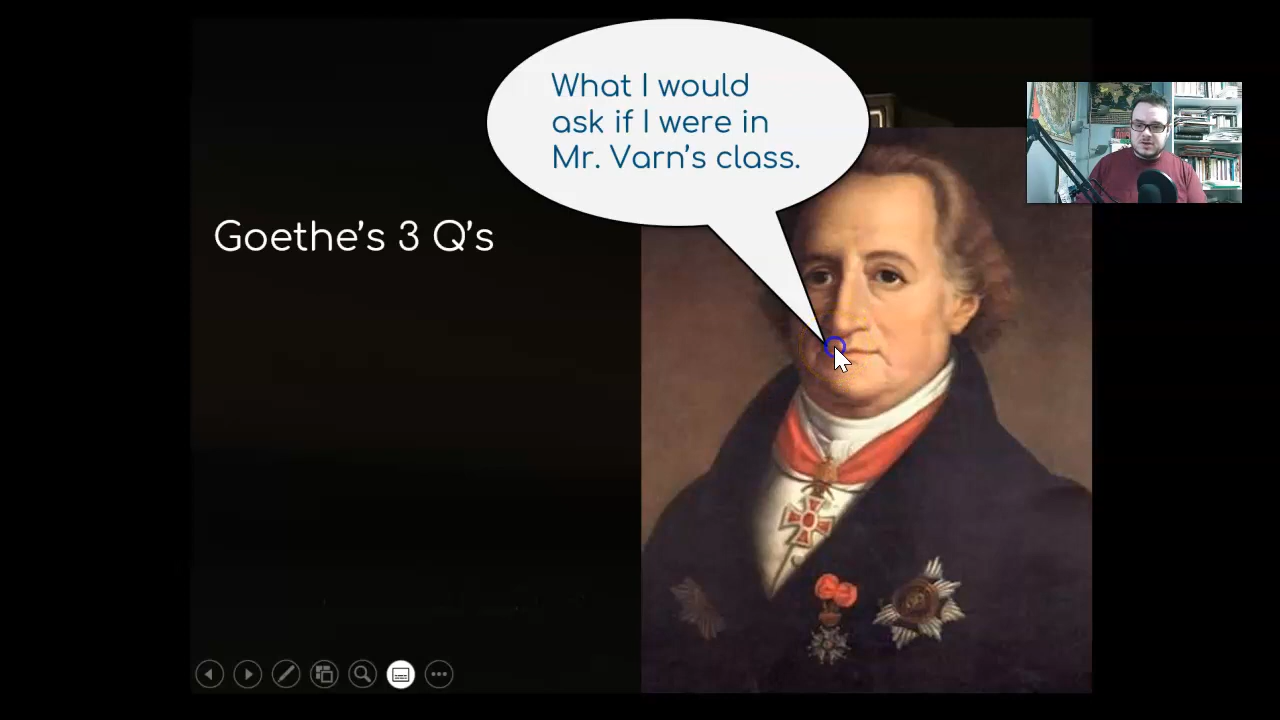 What I would
ask if I were in
Mr. Varn's class.
Goethe's 3 Q's